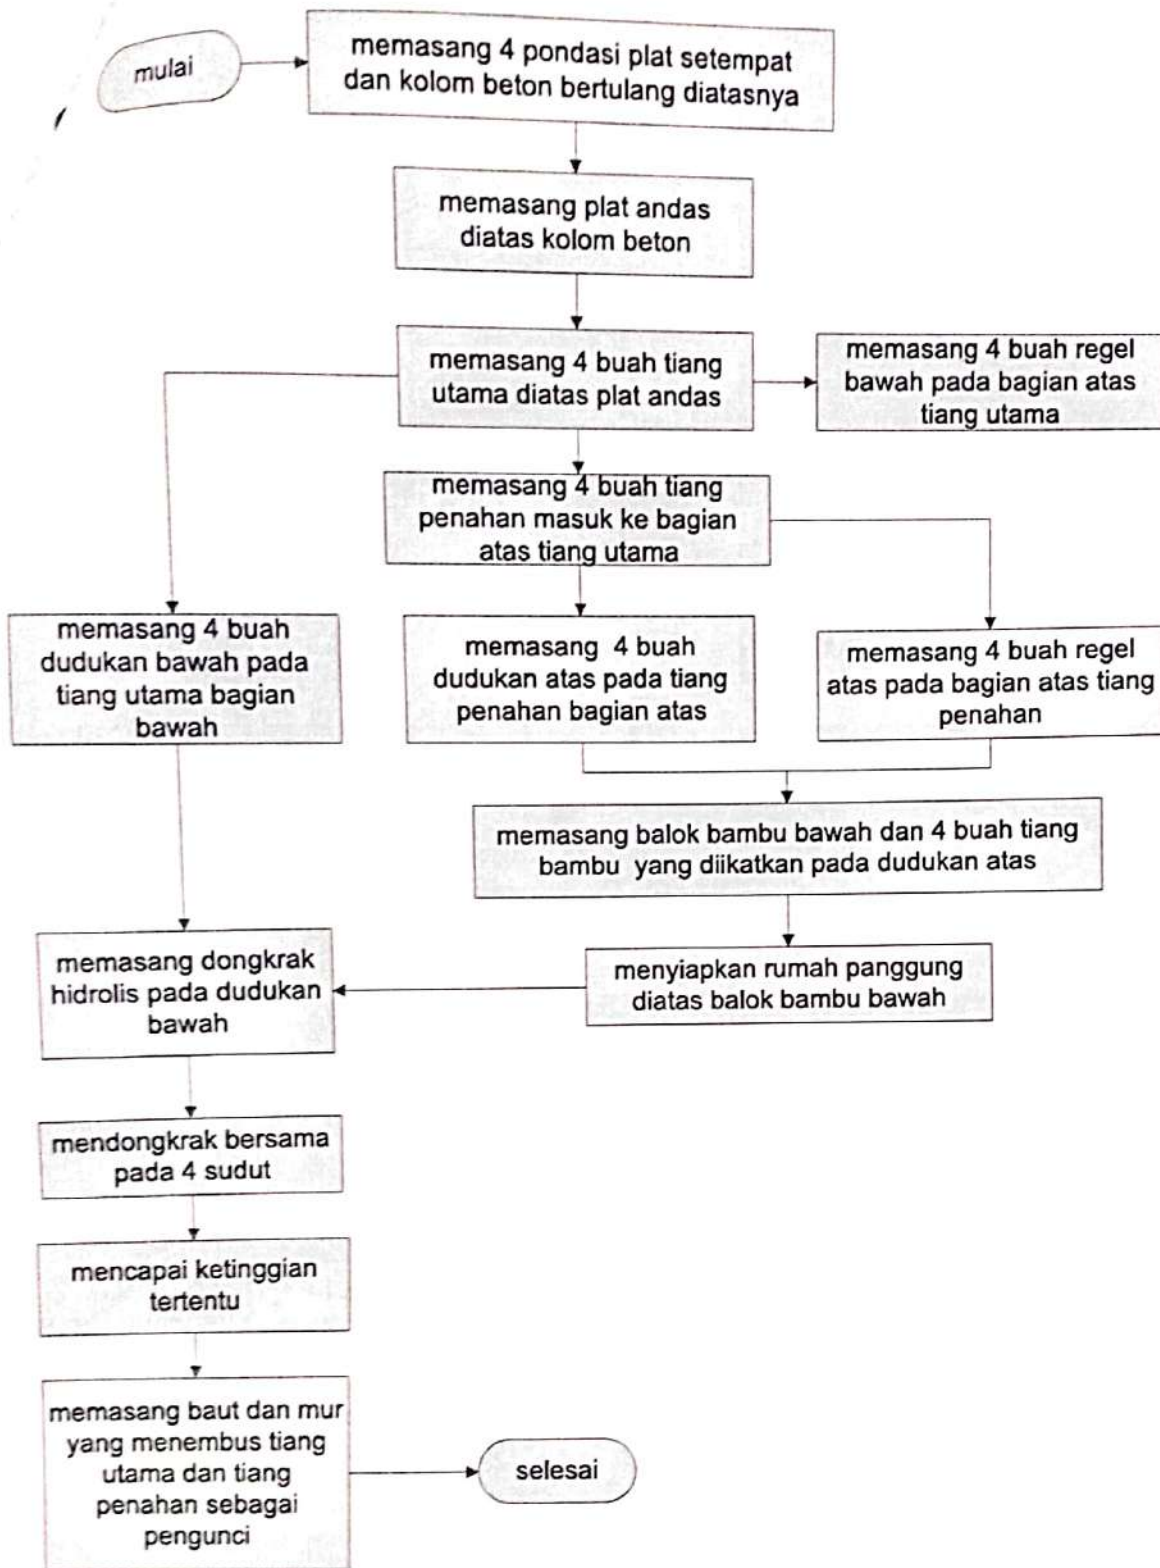 mulai
memasang 4 pondasi plat setempat
dan kolom beton bertulang diatasnya
memasang plat andas
diatas kolom beton
memasang 4 buah tiang
utama diatas plat andas
memasang 4 buah regel
bawah pada bagian atas
tiang utama
memasang 4 buah tiang
penahan masuk ke bagian
atas tiang utama
memasang 4 buah
dudukan bawah pada
tiang utama bagian
bawah
memasang 4 buah
dudukan atas pada tiang
penahan bagian atas
memasang 4 buah regel
atas pada bagian atas tiang
penahan
memasang balok bambu bawah dan 4 buah tiang
bambu yang diikatkan pada dudukan atas
memasang dongkrak
hidrolis pada dudukan
bawah
menyiapkan rumah panggung
diatas balok bambu bawah
mendongkrak bersama
pada 4 sudut
mencapai ketinggian
tertentu
memasang baut dan mur
yang menembus tiang
utama dan tiang
penahan sebagai
pengunci
selesai